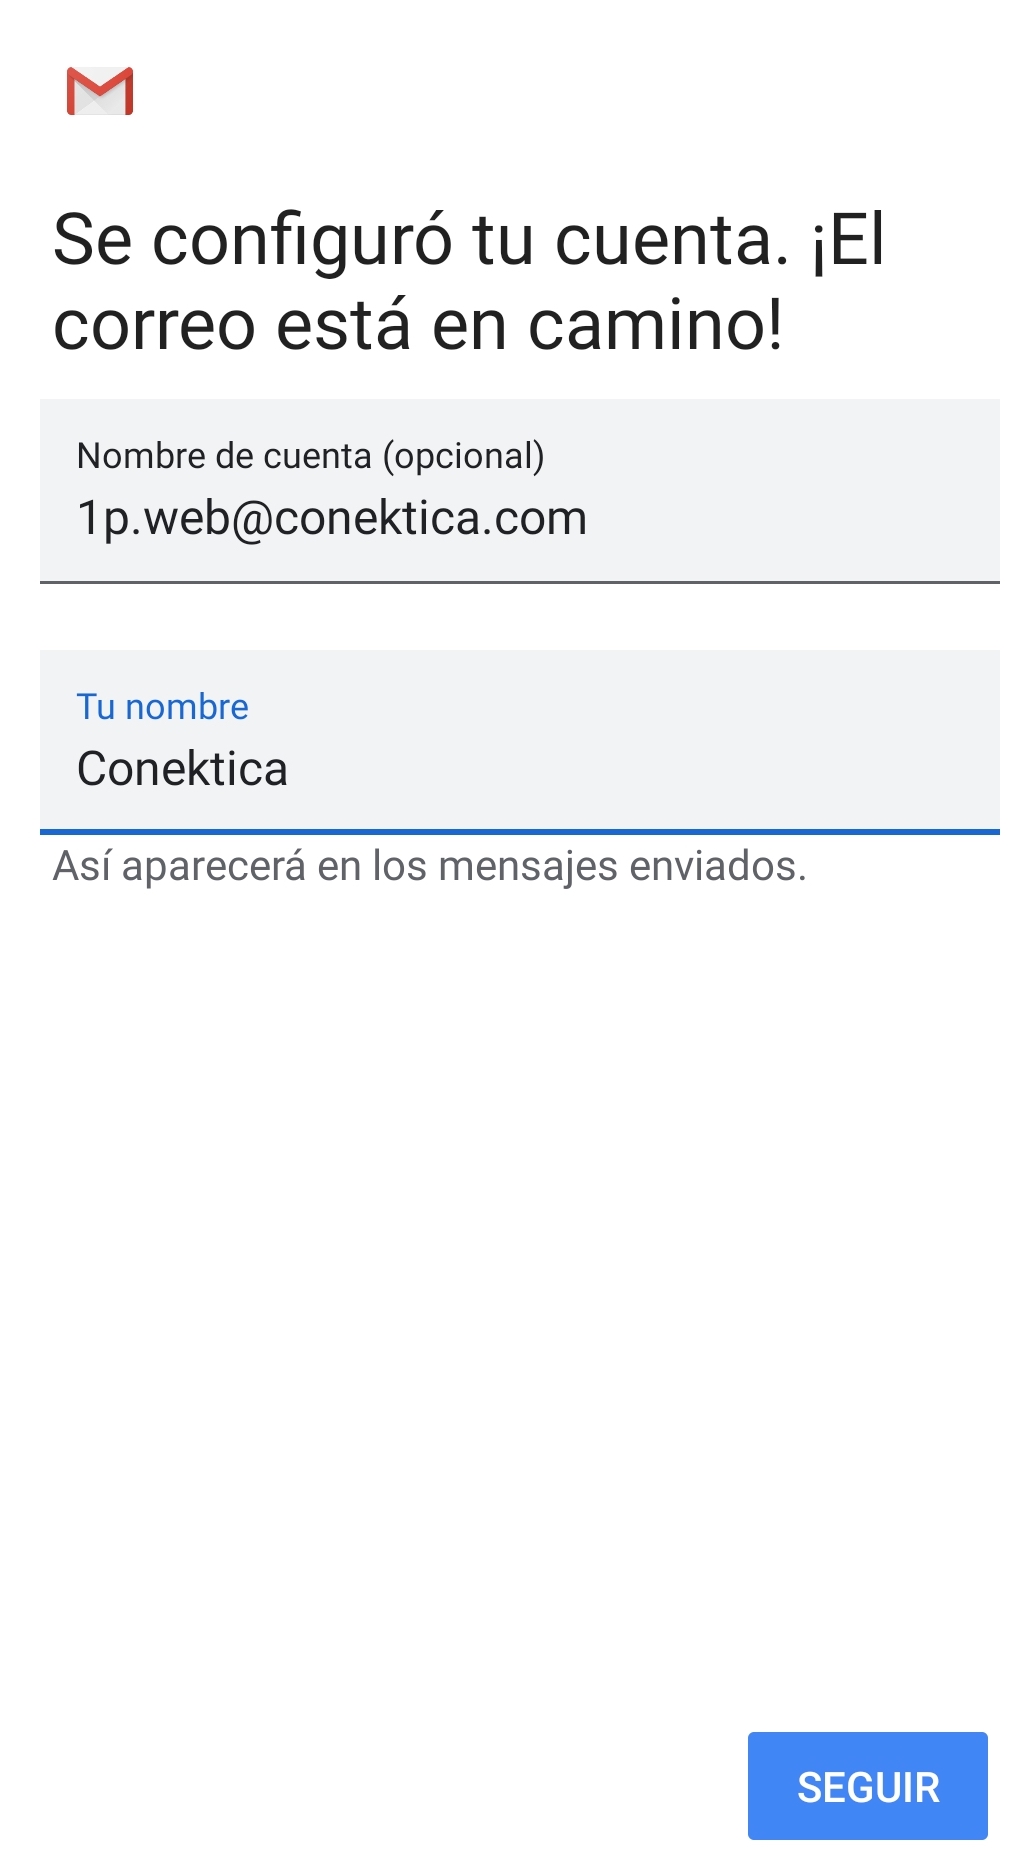 Se configuró tu cuenta. ¡El
correo está en camino!
Nombre de cuenta (opcional)
1p.web@conektica.com
Tu nombre
Conektica
Así aparecerá en los mensajes enviados.
SEGUIR